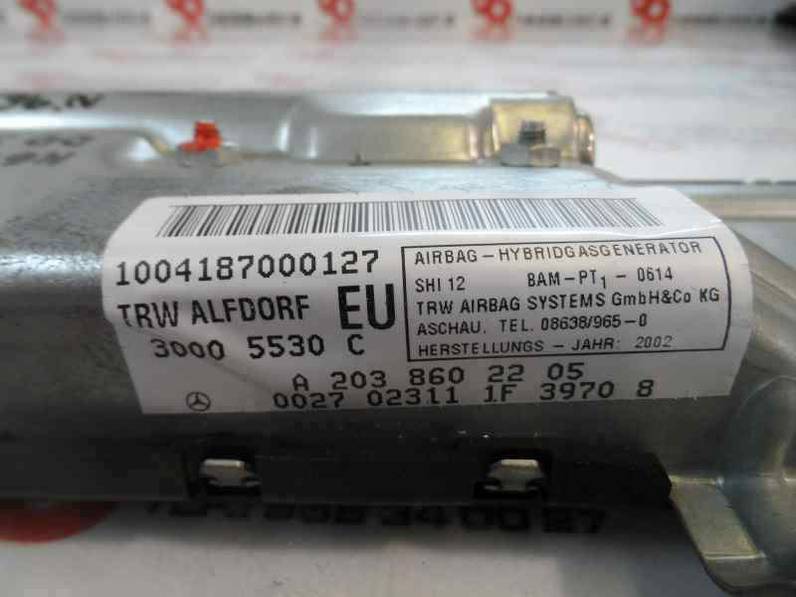 1004187000127
TRW ALFDORF EU
3000 5530 C
AIRBAG - HYBRIDGASGENERATOR
SHI 12 BAM-PT1 - 0614
TRW AIRBAG SYSTEMS GmbH&Co KG
ASCHAU. TEL. 08638/965-0
HERSTELLUNGS - JAHR: 2002
A 203 860 22 05
0027 02311 1F 3970 8